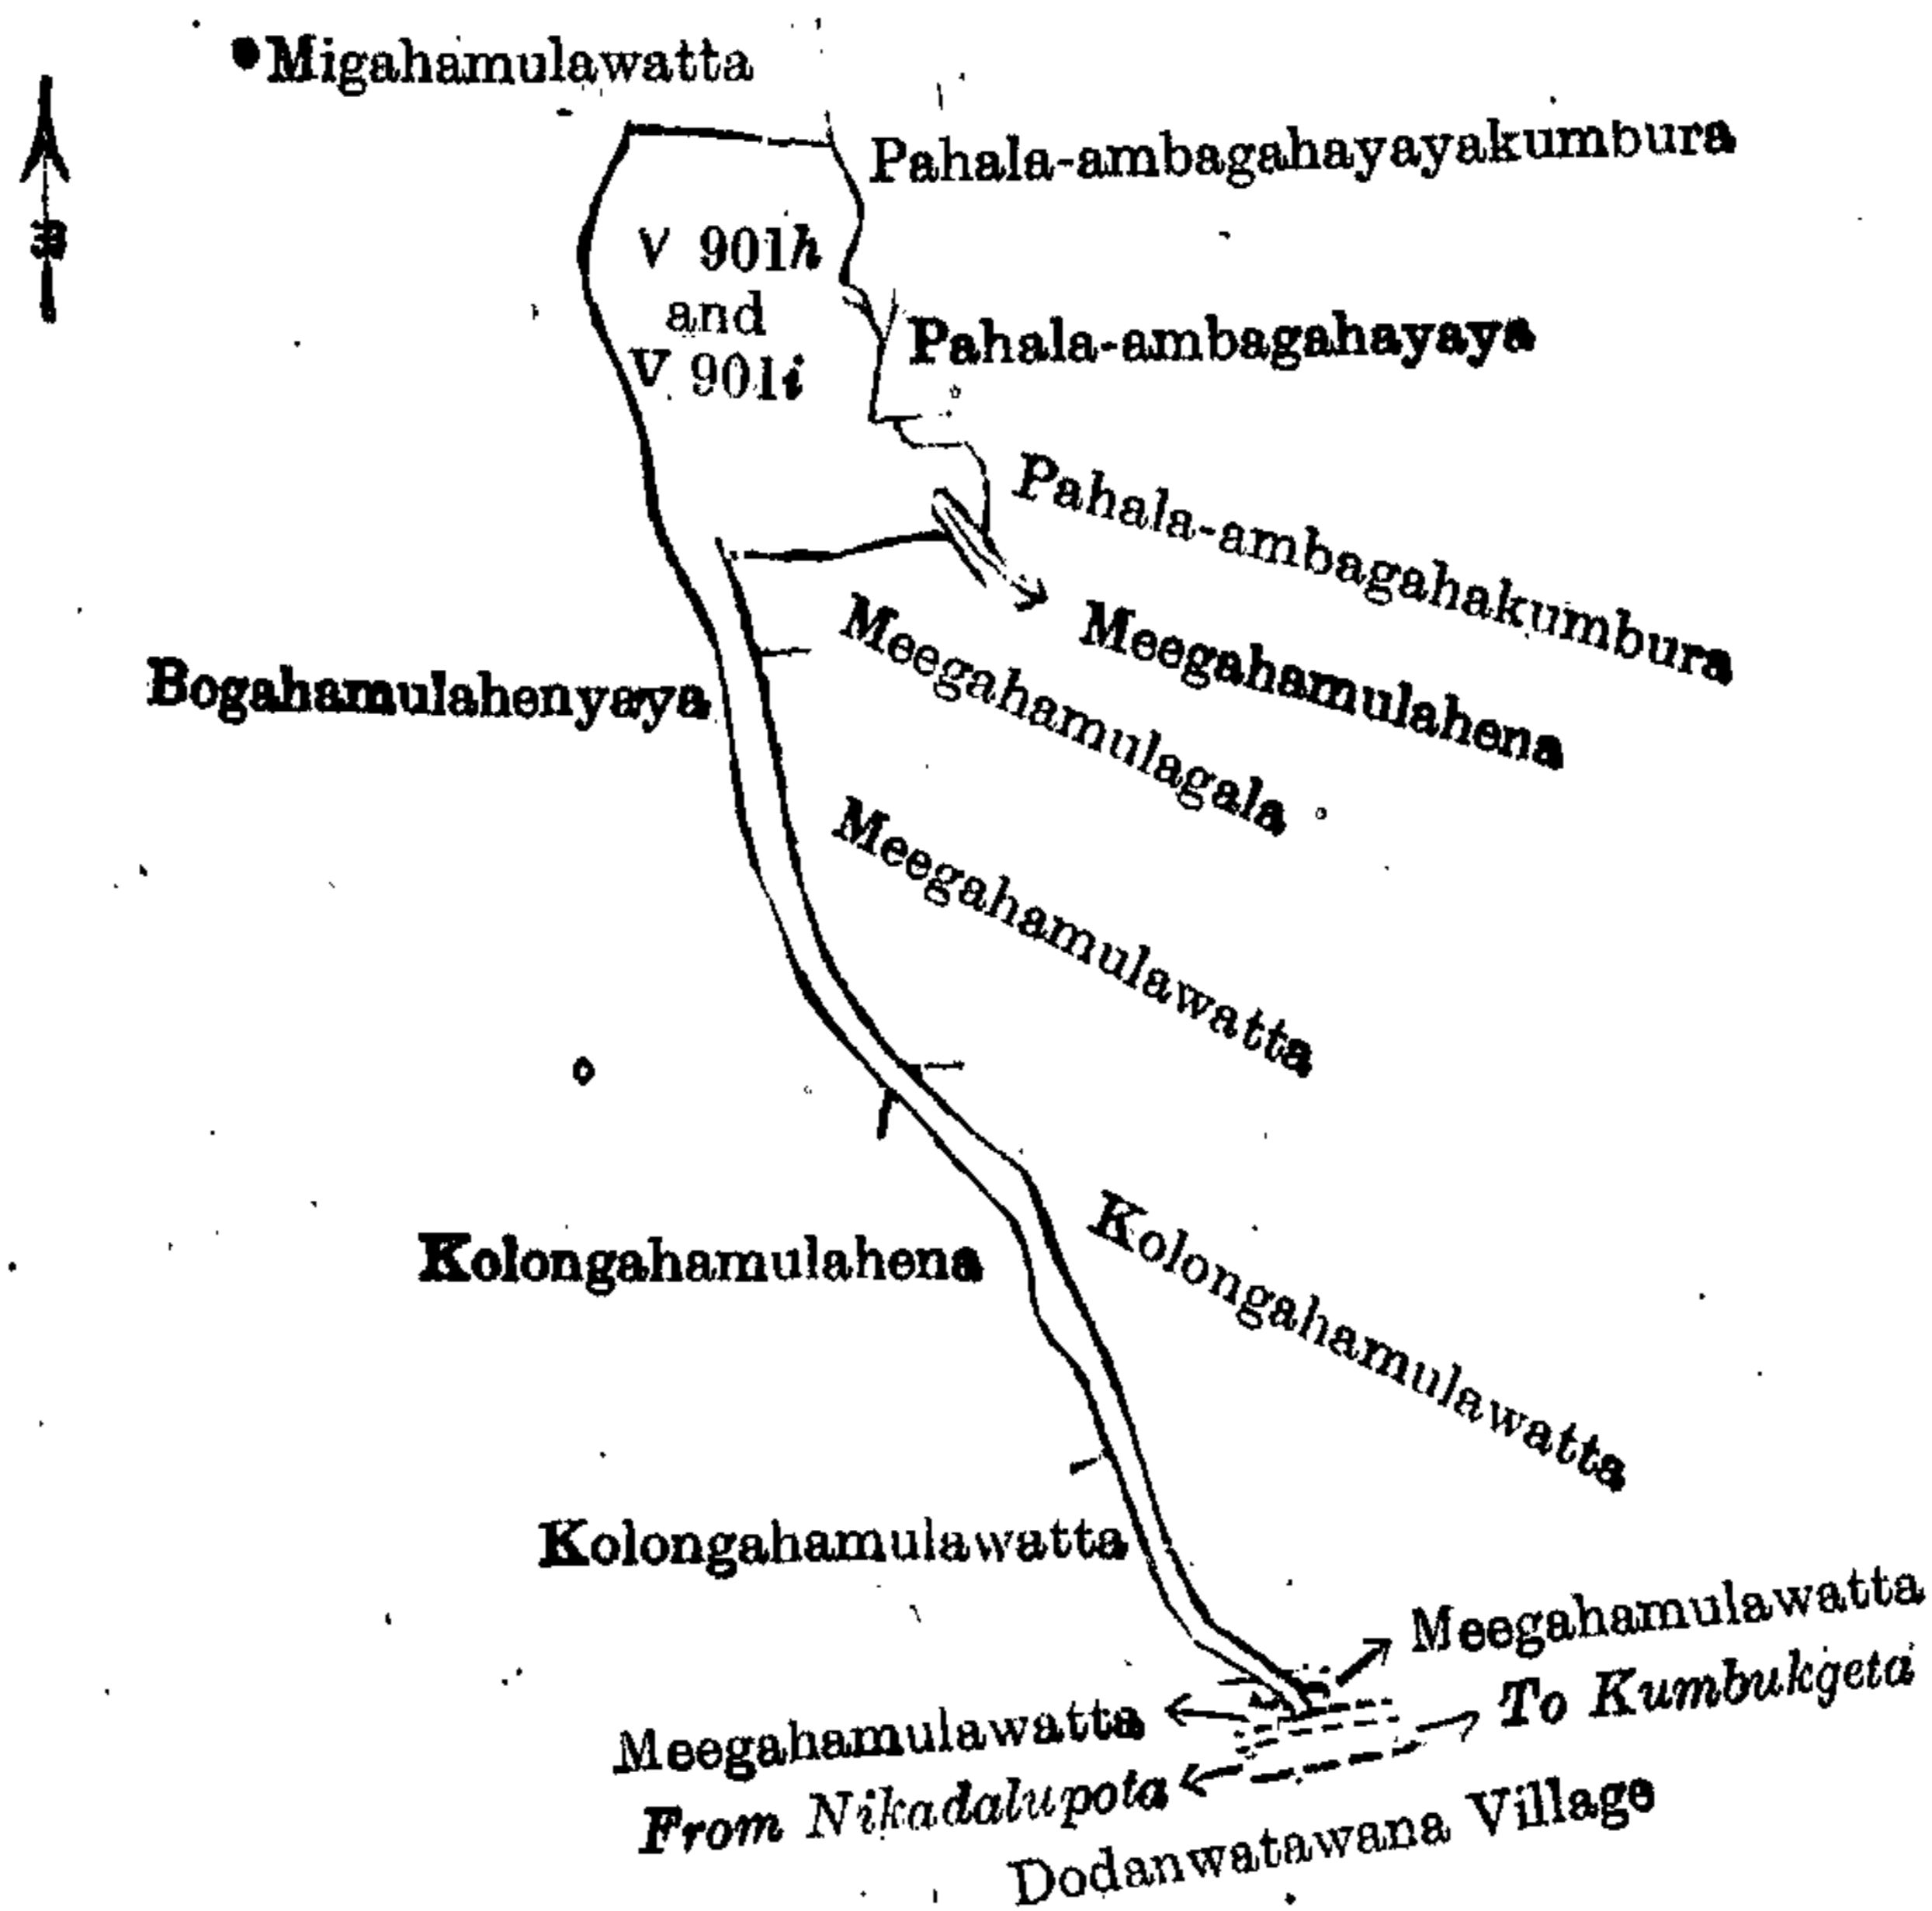 Migahamulawatta
Pahala-ambagahayayakumbura
V 901h
and
V 901i
Pahala-ambagahayaya
Pahala-ambagahakumbura
Meegahamulahena
Meegahamulagala
Bogahamulahenyaya
Meegahamulawatta
Kolongahamulahena
Kolongahamulawatta
Kolongahamulawatta
Meegahamulawatta
To Kumbukgeta
Meegahamulawatta
From Nikadalupota
Dodanwatawana Village